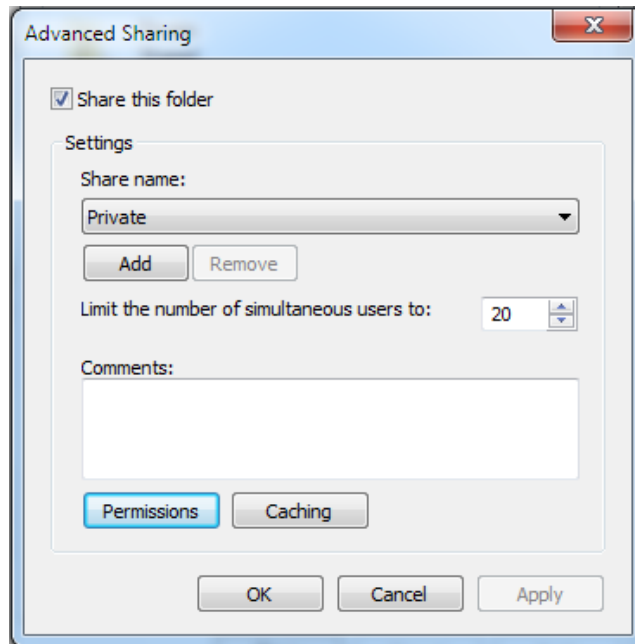 Advanced Sharing
Share this folder
Settings
Share name:
Private
Add Remove
Limit the number of simultaneous users to: 20
Comments:
Permissions Caching
OK Cancel Apply